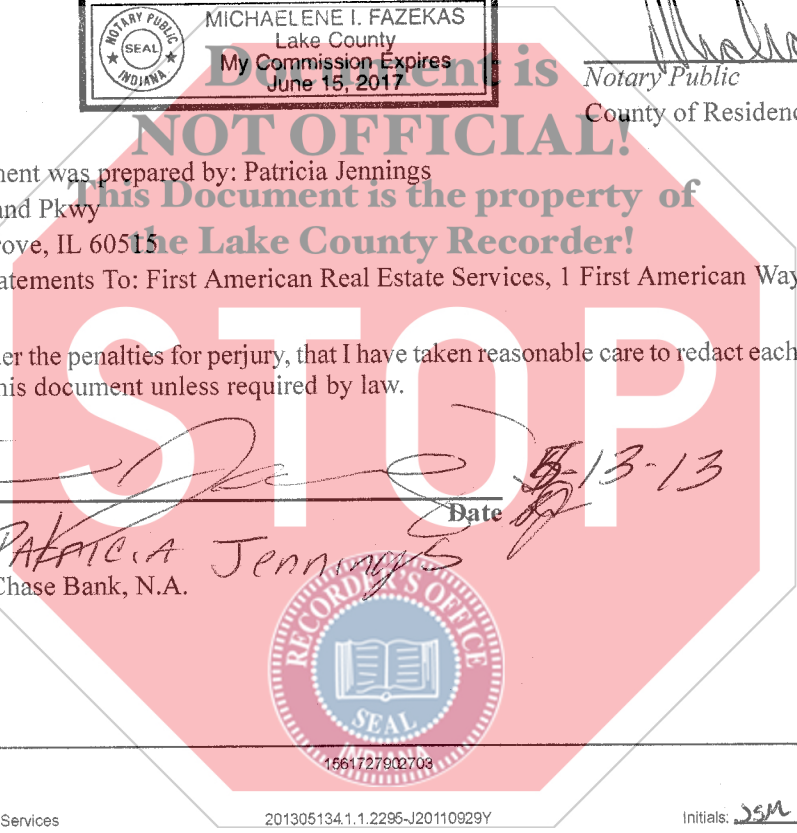 NOTARY PUBLIC
SEAL
INDIANA
MICHAELENE I. FAZEKAS
Lake County
My Commission Expires
June 15, 2017
Document is
NOT OFFICIAL!
This Document is the property of
the Lake County Recorder!
STOP
Notary Public
County of Residenc
ent was prepared by: Patricia Jennings
and Pkwy
rove, IL 60515
atements To: First American Real Estate Services, 1 First American Way
er the penalties for perjury, that I have taken reasonable care to redact each
his document unless required by law.
-13-13
Date
PATRICIA Jennings
Chase Bank, N.A.
RECORDER'S OFFICE
SEAL
INDIANA
1561727902703
Services
201305134.1.1.2295-J20110929Y
Initials: JSM